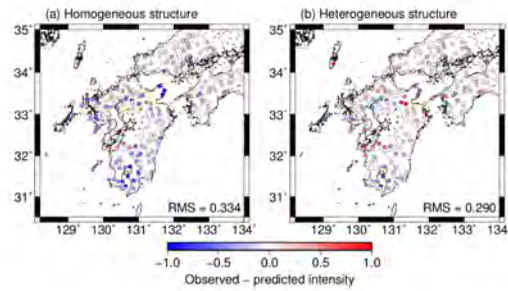 (a) Homogeneous structure
(b) Heterogeneous structure
35°
34°
33°
32°
31°
RMS = 0.334
129° 130° 131° 132° 133° 134°
35°
34°
33°
32°
31°
RMS = 0.290
129° 130° 131° 132° 133° 134°
−1.0 −0.5 0.0 0.5 1.0
Observed − predicted intensity